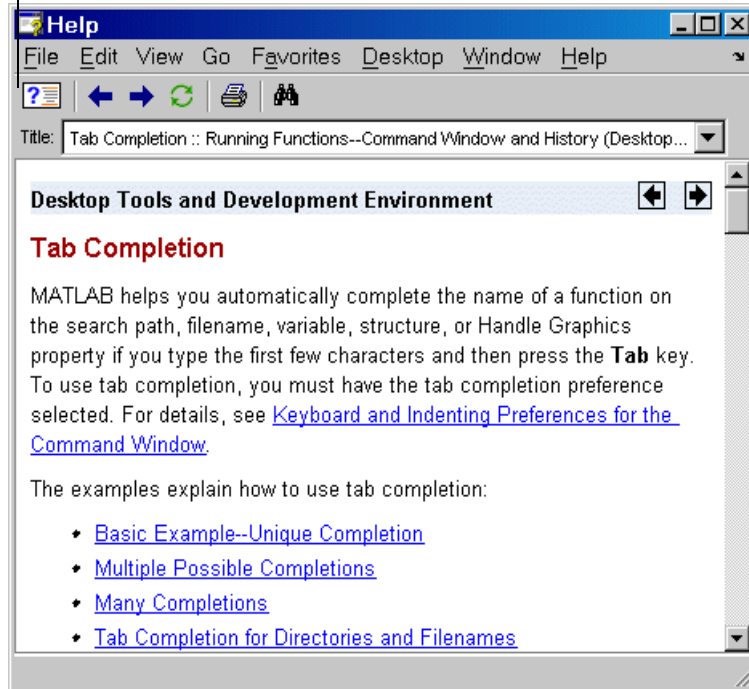 Help
File Edit View Go Favorites Desktop Window Help
Title: Tab Completion :: Running Functions--Command Window and History (Desktop...
Desktop Tools and Development Environment
Tab Completion
MATLAB helps you automatically complete the name of a function on
the search path, filename, variable, structure, or Handle Graphics
property if you type the first few characters and then press the Tab key.
To use tab completion, you must have the tab completion preference
selected. For details, see Keyboard and Indenting Preferences for the
Command Window.
The examples explain how to use tab completion:
• Basic Example--Unique Completion
• Multiple Possible Completions
• Many Completions
• Tab Completion for Directories and Filenames